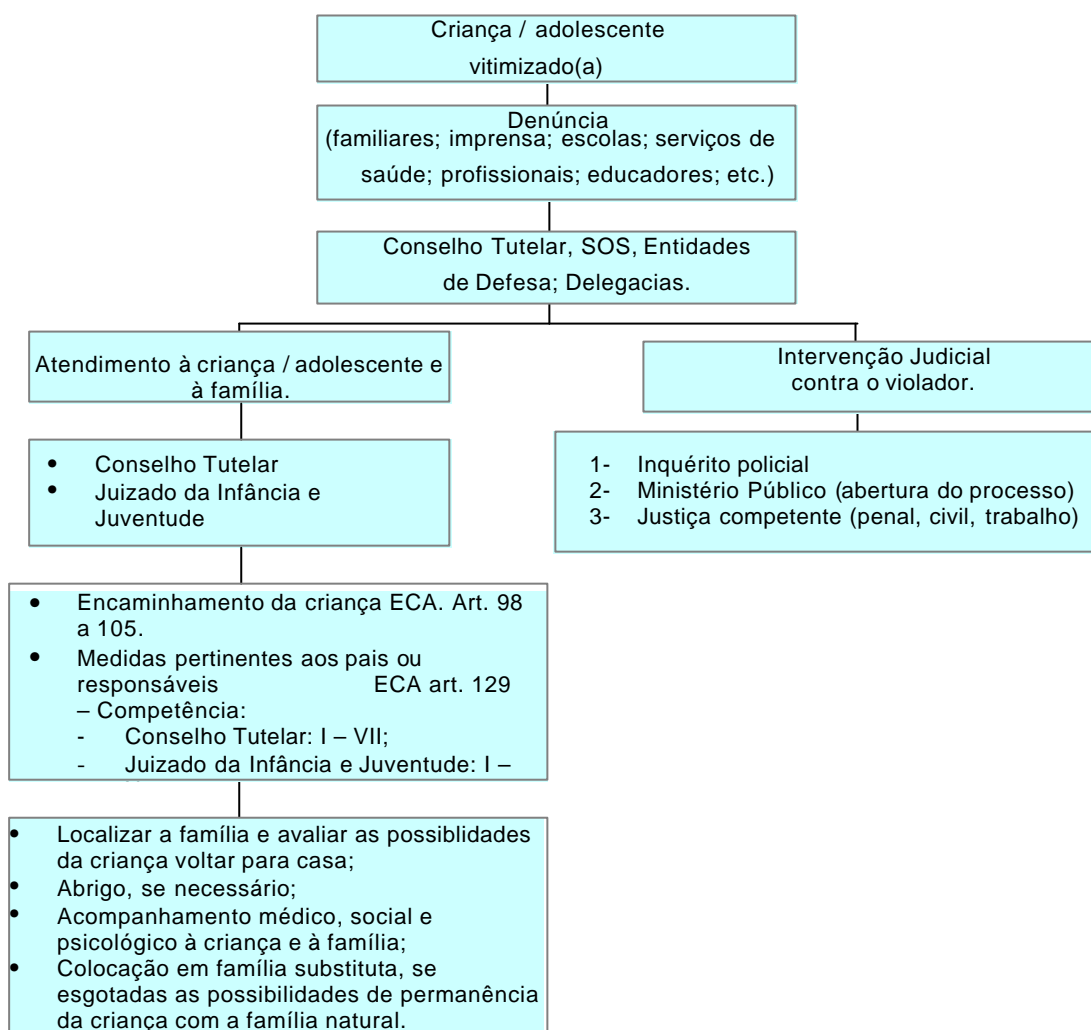 Criança / adolescente
vitimizado(a)
Denúncia
(familiares; imprensa; escolas; serviços de
saúde; profissionais; educadores; etc.)
Conselho Tutelar, SOS, Entidades
de Defesa; Delegacias.
Atendimento à criança / adolescente e
à família.
Intervenção Judicial
contra o violador.
• Conselho Tutelar
• Juizado da Infância e
Juventude
1- Inquérito policial
2- Ministério Público (abertura do processo)
3- Justiça competente (penal, civil, trabalho)
• Encaminhamento da criança ECA. Art. 98
a 105.
• Medidas pertinentes aos pais ou
responsáveis ECA art. 129
– Competência:
- Conselho Tutelar: I – VII;
- Juizado da Infância e Juventude: I –
• Localizar a família e avaliar as possiblidades
da criança voltar para casa;
• Abrigo, se necessário;
• Acompanhamento médico, social e
psicológico à criança e à família;
• Colocação em família substituta, se
esgotadas as possibilidades de permanência
da criança com a família natural.